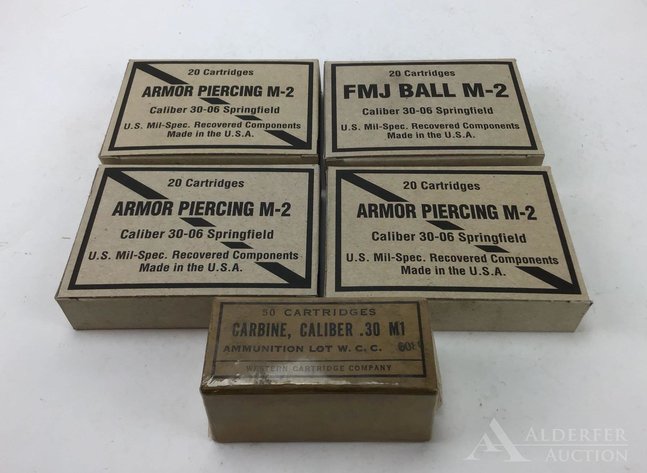 20 Cartridges
ARMOR PIERCING M-2
Caliber 30-06 Springfield
U.S. Mil-Spec. Recovered Components
Made in the U.S.A.
20 Cartridges
FMJ BALL M-2
Caliber 30-06 Springfield
U.S. Mil-Spec. Recovered Components
Made in the U.S.A.
20 Cartridges
ARMOR PIERCING M-2
Caliber 30-06 Springfield
U.S. Mil-Spec. Recovered Components
Made in the U.S.A.
20 Cartridges
ARMOR PIERCING M-2
Caliber 30-06 Springfield
U.S. Mil-Spec. Recovered Components
Made in the U.S.A.
50 CARTRIDGES
CARBINE, CALIBER .30 M1
AMMUNITION LOT W. C. C.
WESTERN CARTRIDGE COMPANY
ALDERFER
AUCTION